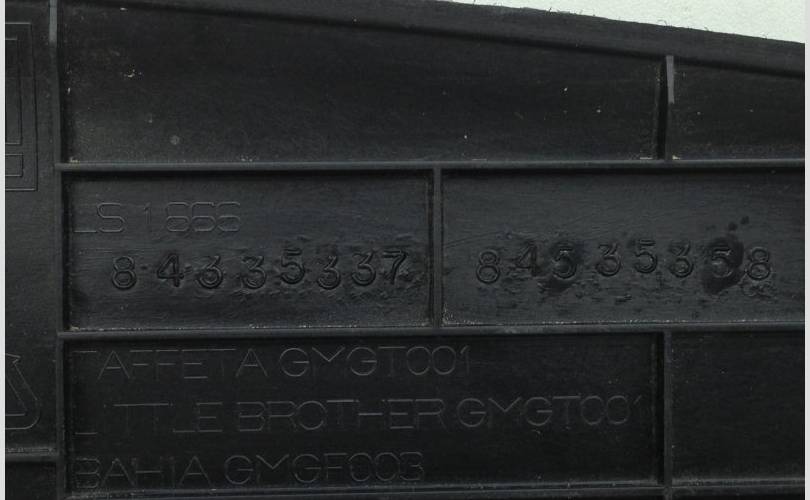 LS 1866
84335337
84535358
TAFFETA GMGT001
LITTLE BROTHER GMGT001
BAHIA GMGF003